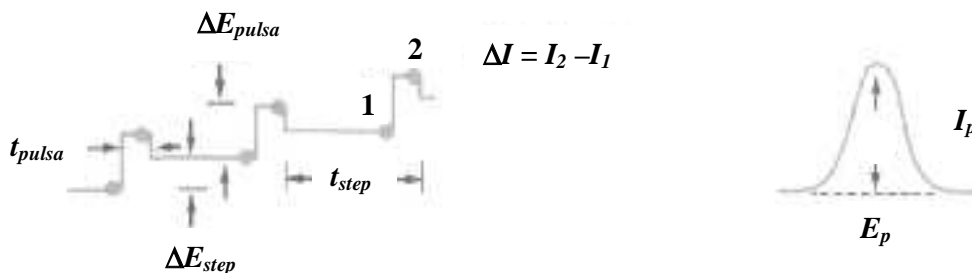 ΔE_pulsa
2
ΔI = I_2 –I_1
1
t_pulsa
I_p
t_step
E_p
ΔE_step